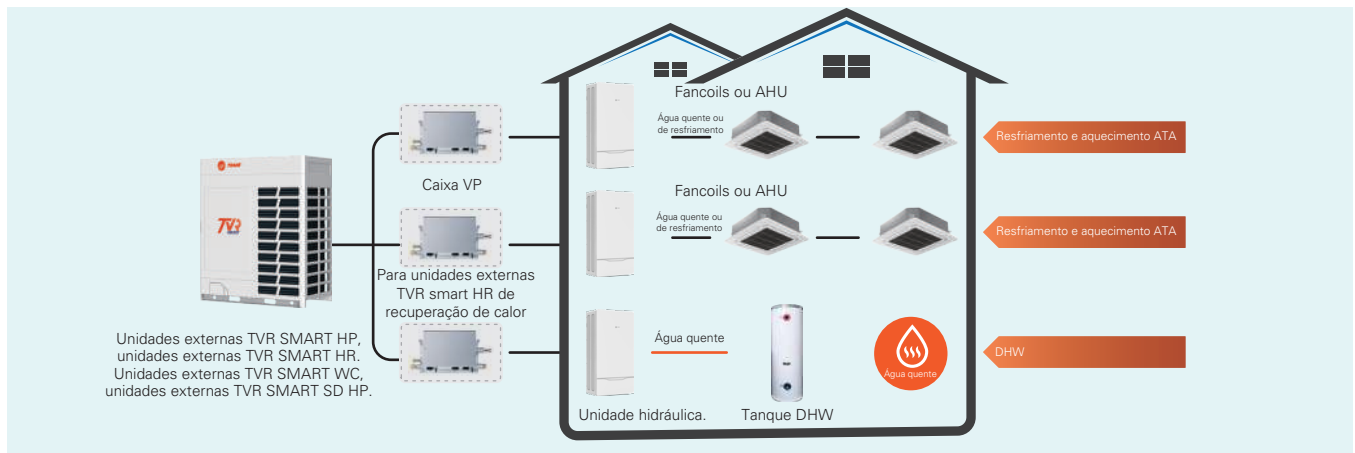 Fancoils ou AHU
Água quente ou
de resfriamento
Resfriamento e aquecimento ATA
Caixa VP
TRANE
TVR
Fancoils ou AHU
Água quente ou
de resfriamento
Resfriamento e aquecimento ATA
Para unidades externas
TVR smart HR de
recuperação de calor
Unidades externas TVR SMART HP,
unidades externas TVR SMART HR.
Unidades externas TVR SMART WC,
unidades externas TVR SMART SD HP.
Água quente
Água quente
DHW
Unidade hidráulica.
Tanque DHW